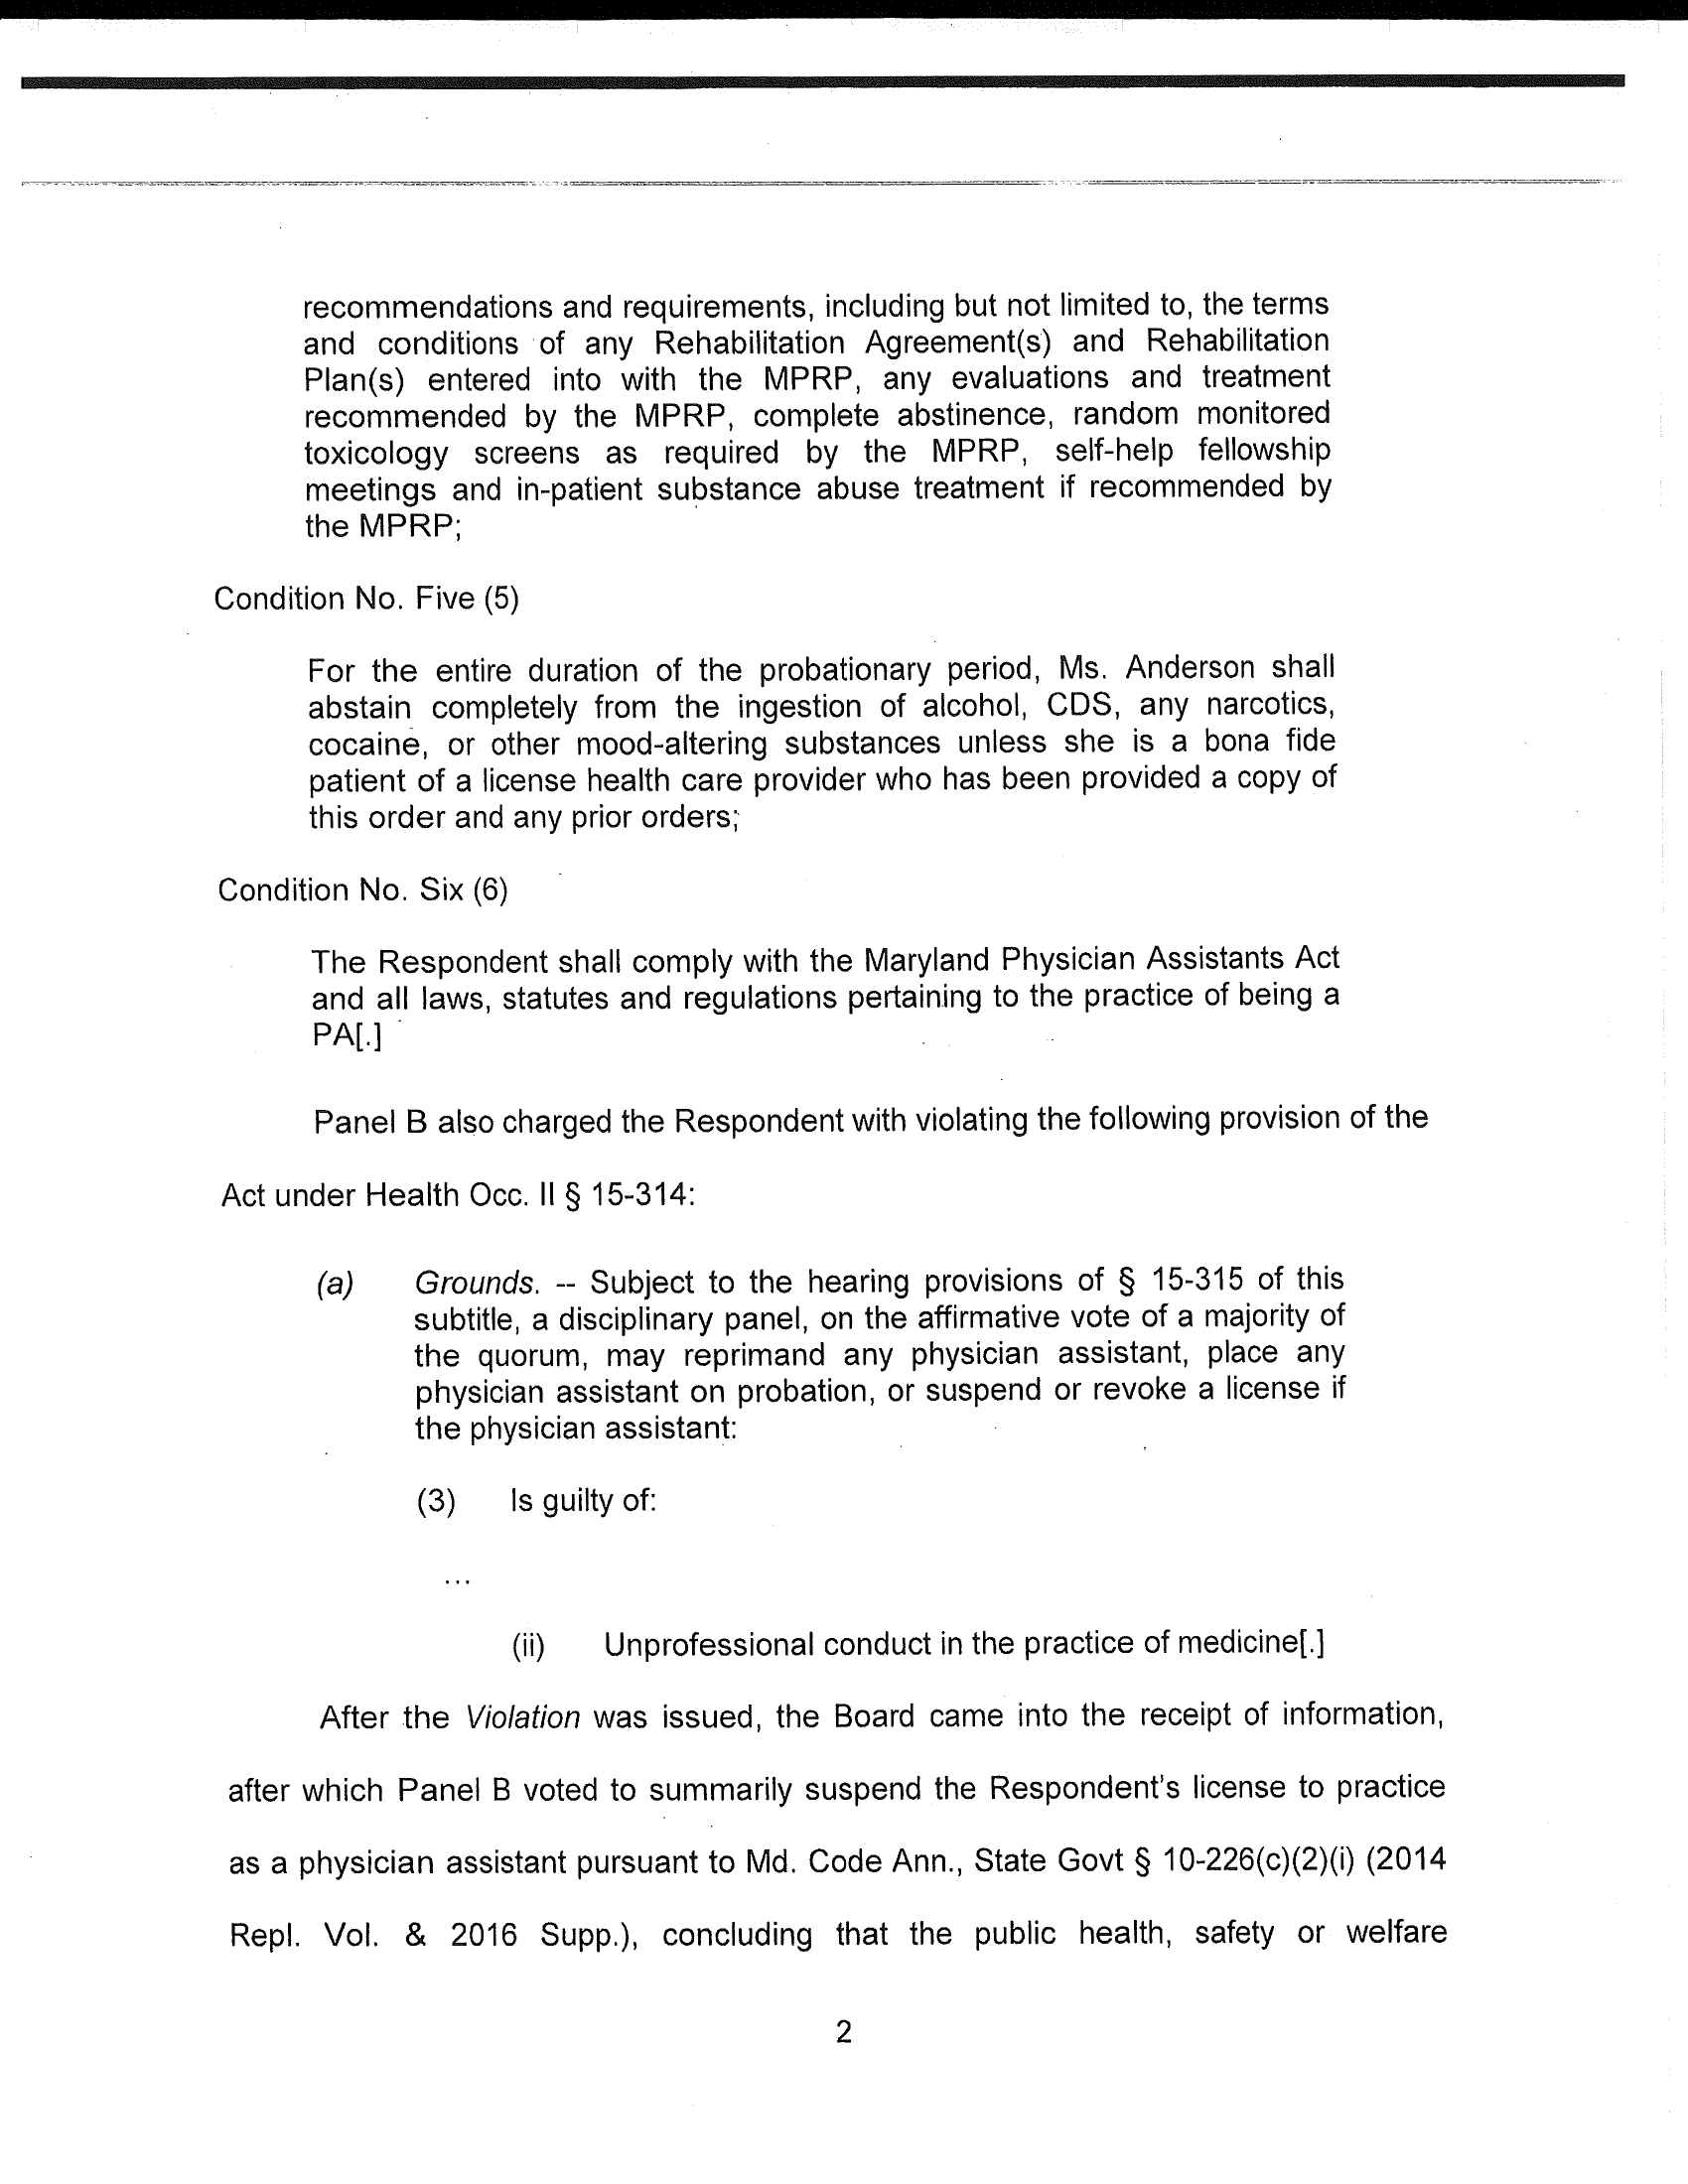 recommendations and requirements, including but not limited to, the terms
and conditions of any Rehabilitation Agreement(s) and Rehabilitation
Plan(s) entered into with the MPRP, any evaluations and treatment
recommended by the MPRP, complete abstinence, random monitored
toxicology screens as required by the MPRP, self-help fellowship
meetings and in-patient substance abuse treatment if recommended by
the MPRP;
Condition No. Five (5)
For the entire duration of the probationary period, Ms. Anderson shall
abstain completely from the ingestion of alcohol, CDS, any narcotics,
cocaine, or other mood-altering substances unless she is a bona fide
patient of a license health care provider who has been provided a copy of
this order and any prior orders;
Condition No. Six (6)
The Respondent shall comply with the Maryland Physician Assistants Act
and all laws, statutes and regulations pertaining to the practice of being a
PA[.]
Panel B also charged the Respondent with violating the following provision of the
Act under Health Occ. II § 15-314:
(a) Grounds. -- Subject to the hearing provisions of § 15-315 of this
subtitle, a disciplinary panel, on the affirmative vote of a majority of
the quorum, may reprimand any physician assistant, place any
physician assistant on probation, or suspend or revoke a license if
the physician assistant:
(3) Is guilty of:
...
(ii) Unprofessional conduct in the practice of medicine[.]
After the Violation was issued, the Board came into the receipt of information,
after which Panel B voted to summarily suspend the Respondent's license to practice
as a physician assistant pursuant to Md. Code Ann., State Govt § 10-226(c)(2)(i) (2014
Repl. Vol. & 2016 Supp.), concluding that the public health, safety or welfare
2